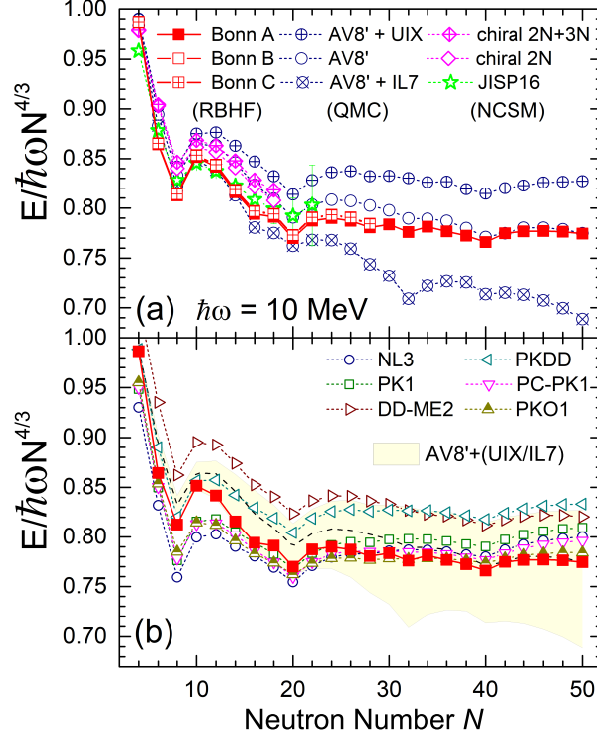 1.00
0.95
0.90
0.85
0.80
0.75
0.70
E/ħωN^4/3
Bonn A
Bonn B
Bonn C
(RBHF)
AV8' + UIX
AV8'
AV8' + IL7
(QMC)
chiral 2N+3N
chiral 2N
JISP16
(NCSM)
(a) ħω = 10 MeV
1.00
0.95
0.90
0.85
0.80
0.75
0.70
E/ħωN^4/3
NL3
PK1
DD-ME2
PKDD
PC-PK1
PKO1
AV8'+(UIX/IL7)
(b)
10 20 30 40 50
Neutron Number N